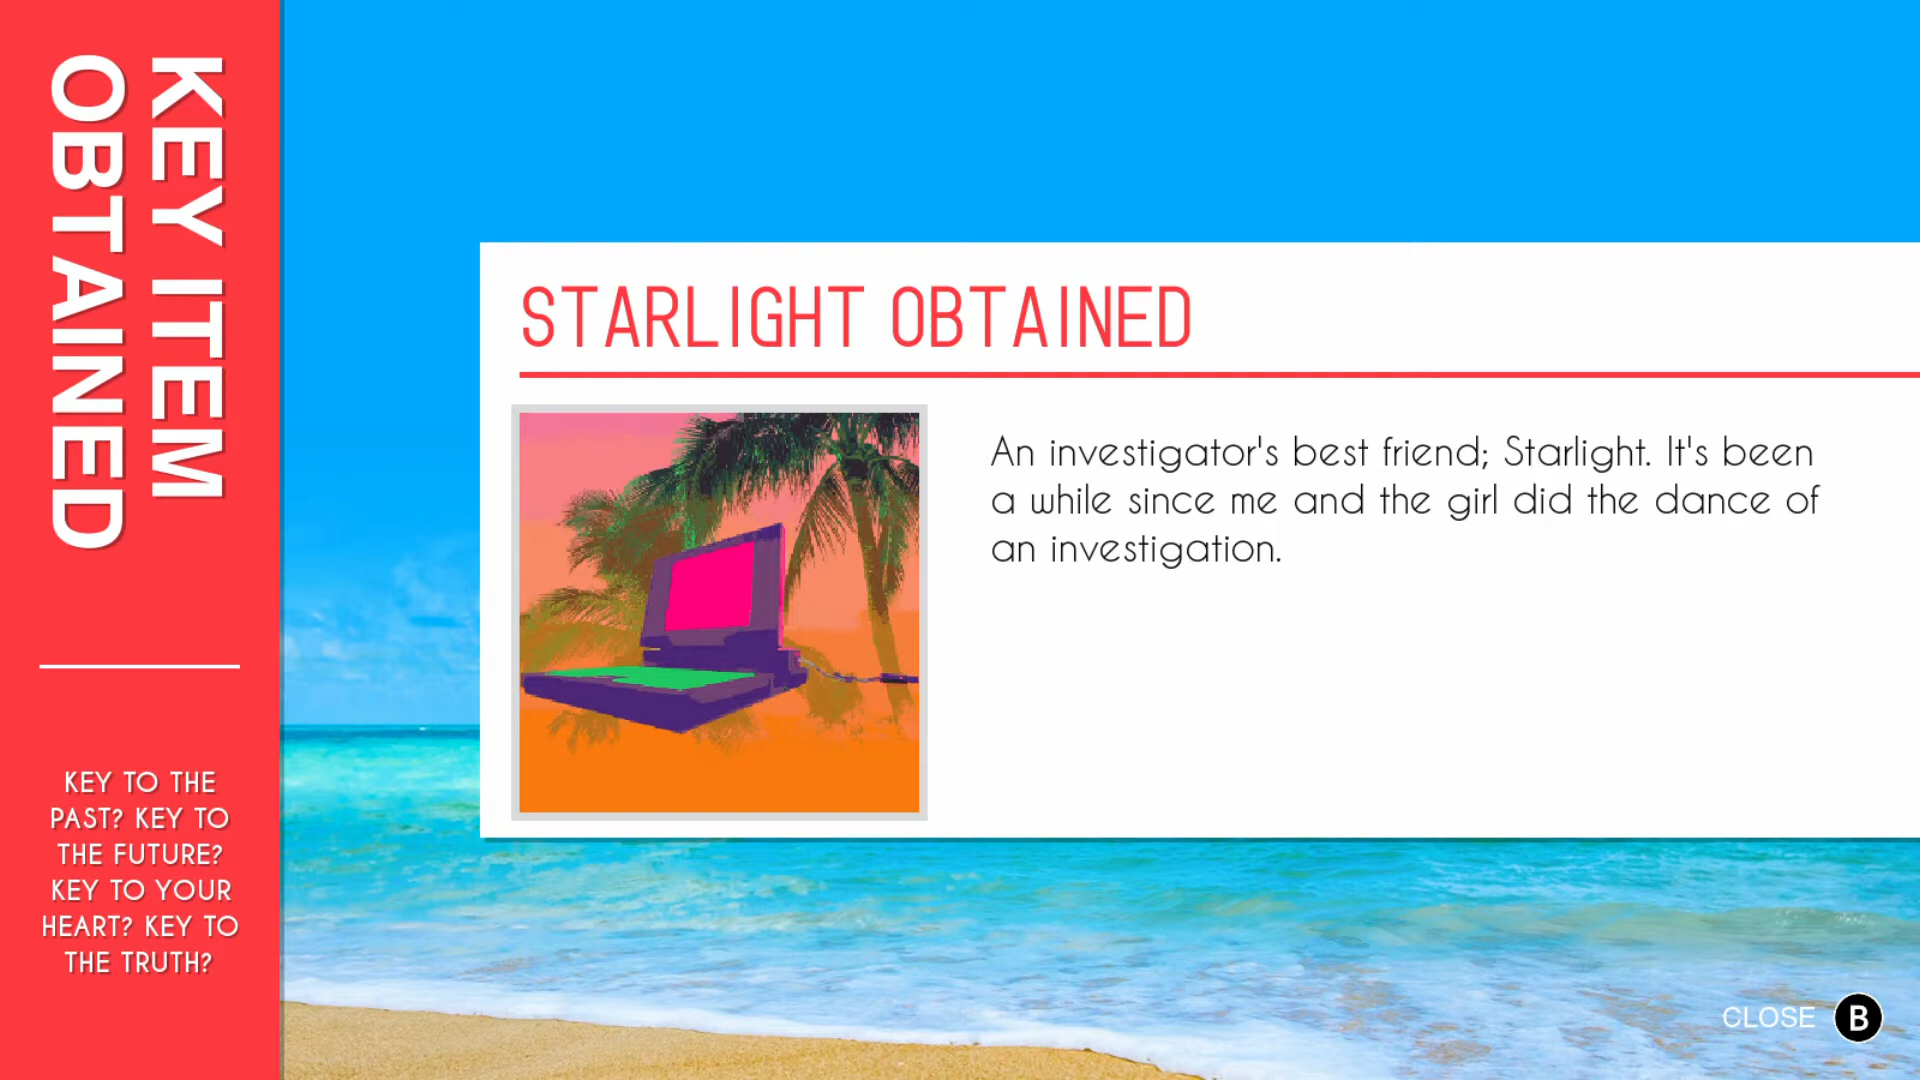 KEY ITEM
OBTAINED
KEY TO THE
PAST? KEY TO
THE FUTURE?
KEY TO YOUR
HEART? KEY TO
THE TRUTH?
STARLIGHT OBTAINED
An investigator's best friend; Starlight. It's been
a while since me and the girl did the dance of
an investigation.
CLOSE B